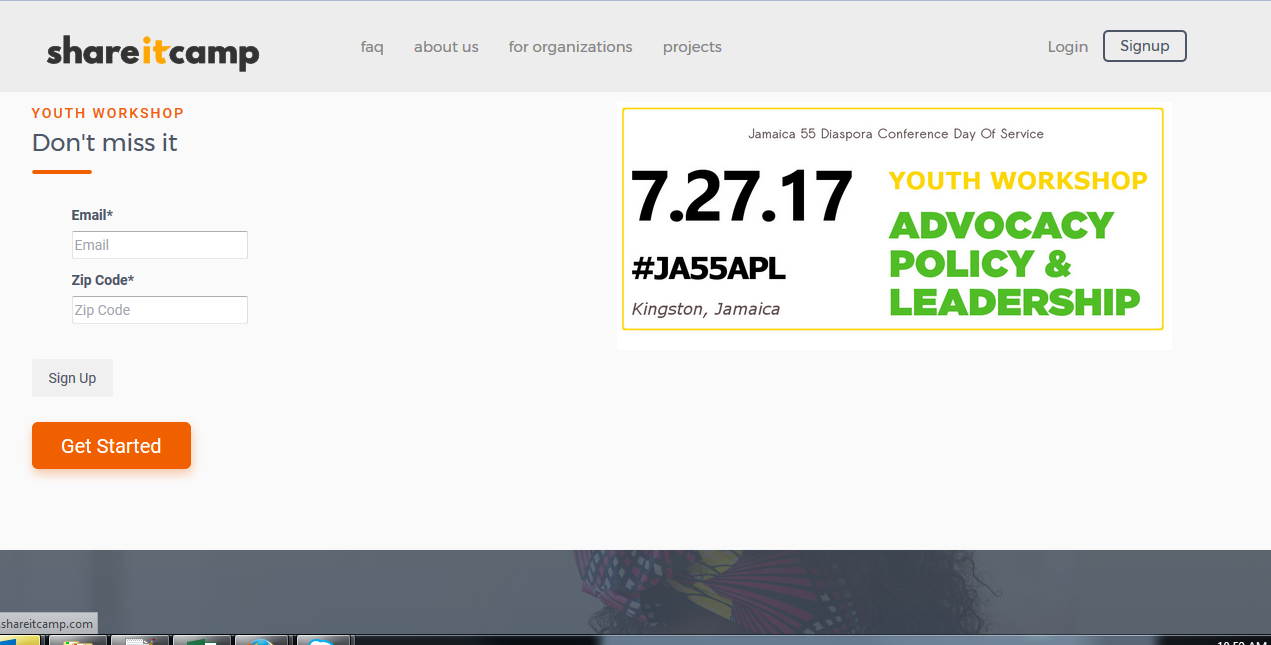 shareitcamp
faq
about us
for organizations
projects
Login
Signup
YOUTH WORKSHOP
Don't miss it
Email*
Email
Zip Code*
Zip Code
Sign Up
Get Started
Jamaica 55 Diaspora Conference Day Of Service
7.27.17
#JA55APL
Kingston, Jamaica
YOUTH WORKSHOP
ADVOCACY
POLICY &
LEADERSHIP
shareitcamp.com